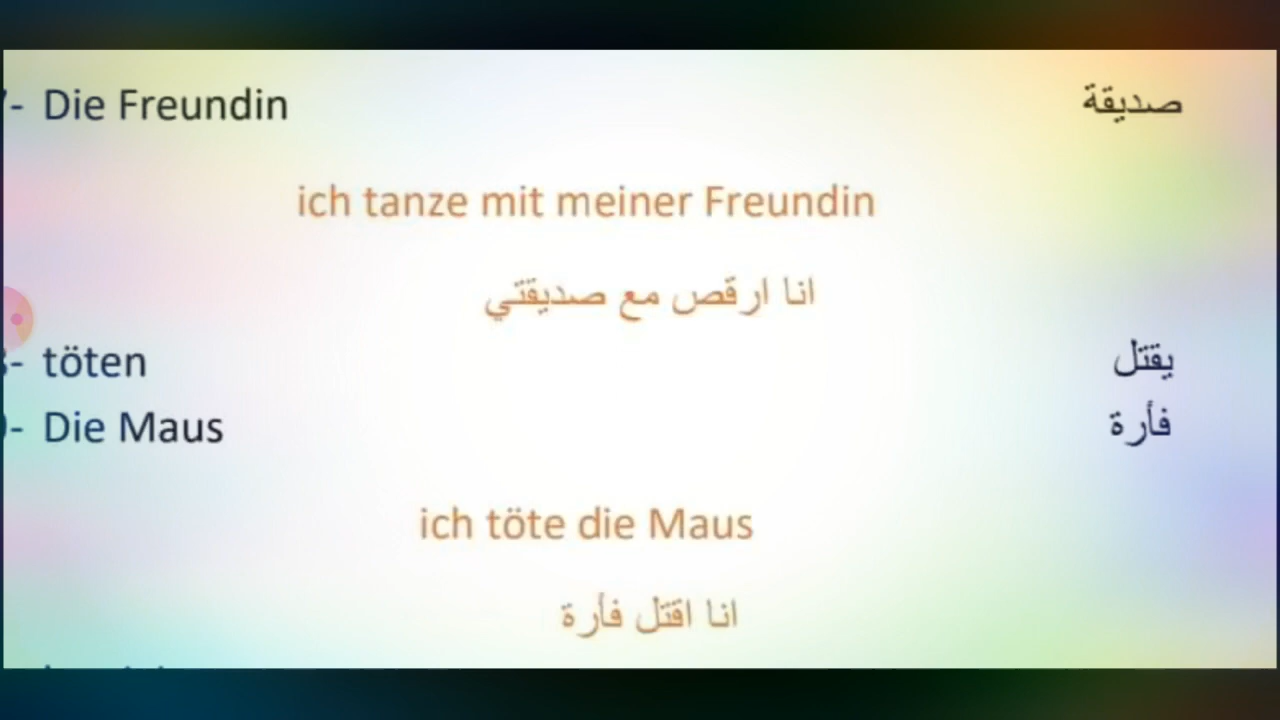 - Die Freundin صديقة
ich tanze mit meiner Freundin
انا ارقص مع صديقتي
- töten يقتل
- Die Maus فأرة
ich töte die Maus
انا اقتل فأرة